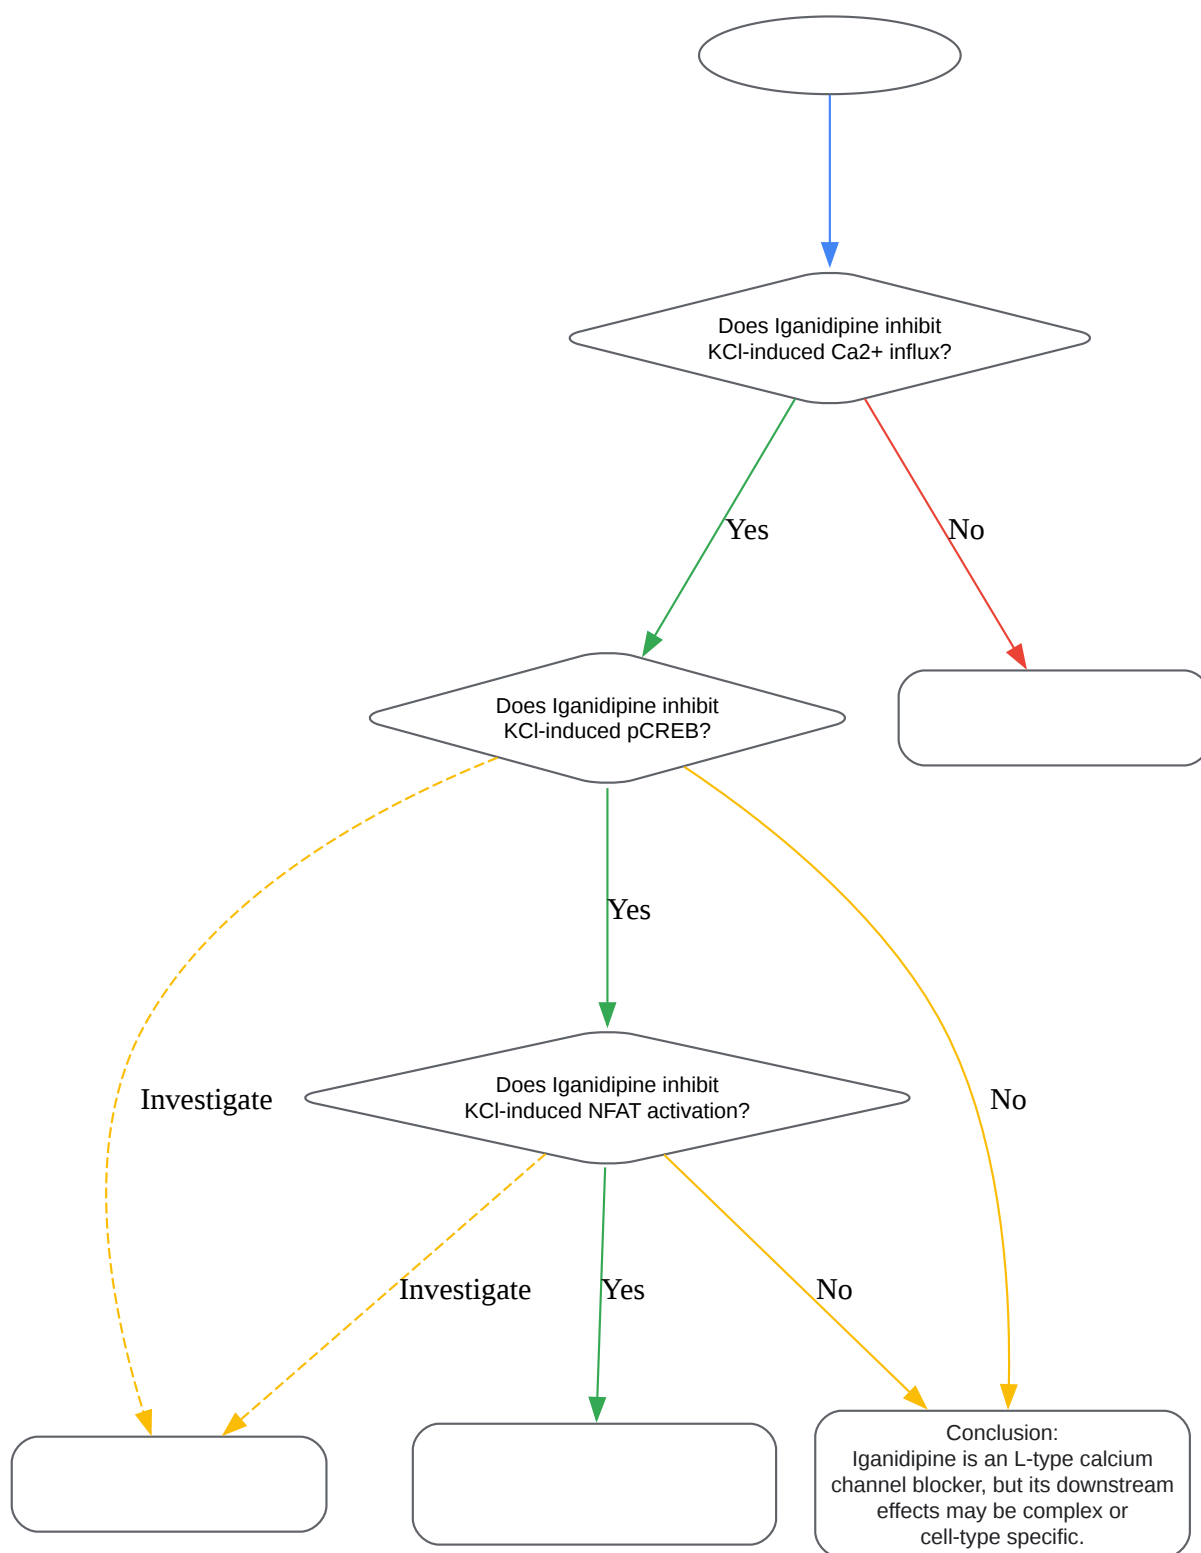 Does Iganidipine inhibit
KCl-induced Ca2+ influx?
Yes
No
Does Iganidipine inhibit
KCl-induced pCREB?
Yes
Investigate
Does Iganidipine inhibit
KCl-induced NFAT activation?
No
Investigate
Yes
No
Conclusion:
Iganidipine is an L-type calcium
channel blocker, but its downstream
effects may be complex or
cell-type specific.